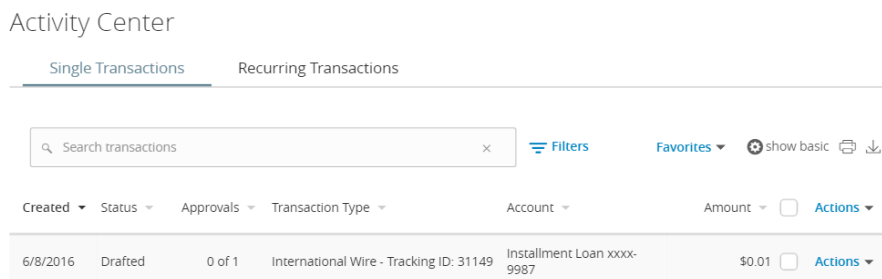 Activity Center
Single Transactions Recurring Transactions
Search transactions × Filters Favorites show basic
Created Status Approvals Transaction Type Account Amount Actions
6/8/2016 Drafted 0 of 1 International Wire - Tracking ID: 31149 Installment Loan xxxx- $0.01 Actions
9987